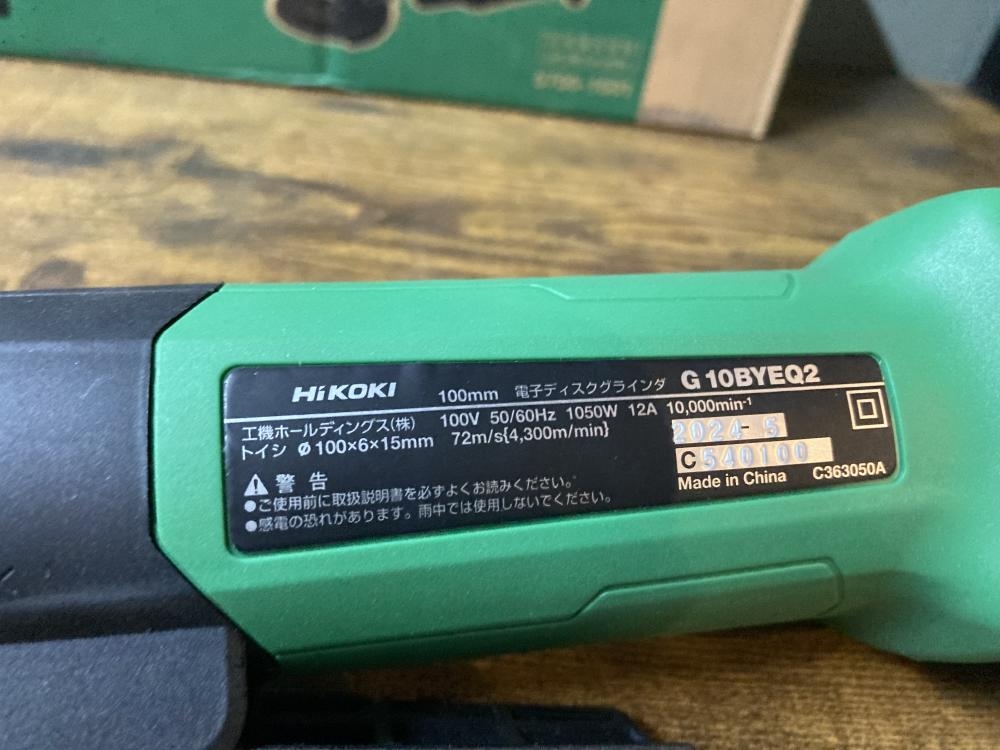 HiKOKI 100mm 電子ディスクグラインダ G 10BYEQ2
工機ホールディングス(株) 100V 50/60Hz 1050W 12A 10,000min-¹
トイシ φ100×6×15mm 72m/s{4,300m/min}
2024- 5
C 540100
Made in China C363050A
警告
●ご使用前に取扱説明書を必ずよくお読みください。
●感電の恐れがあります。雨中では使用しないでください。